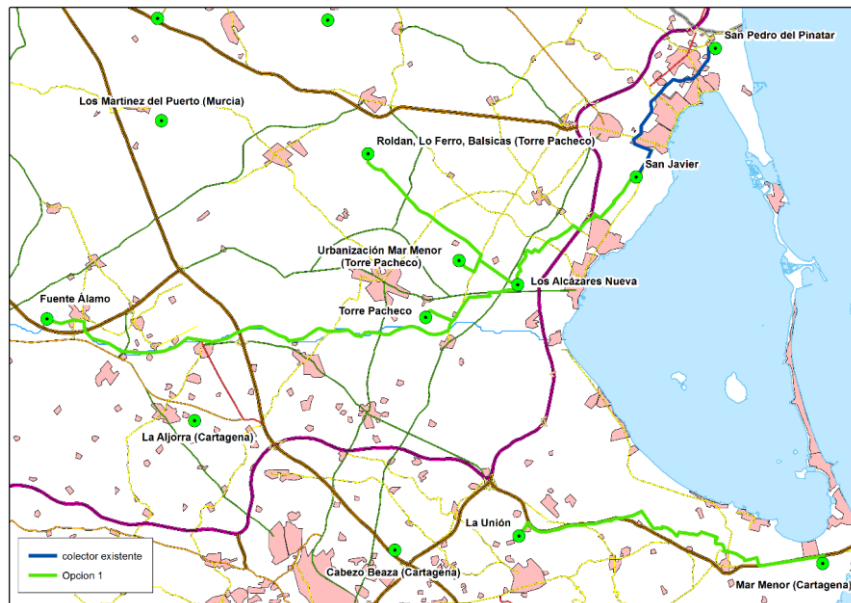 San Pedro del Pinatar
Los Martinez del Puerto (Murcia)
Roldan, Lo Ferro, Balsicas (Torre Pacheco)
San Javier
Urbanización Mar Menor
(Torre Pacheco)
Los Alcázares Nueva
Fuente Álamo
Torre Pacheco
La Aljorra (Cartagena)
La Unión
Cabezo Beaza (Cartagena)
Mar Menor (Cartagena)
colector existente
Opcion 1